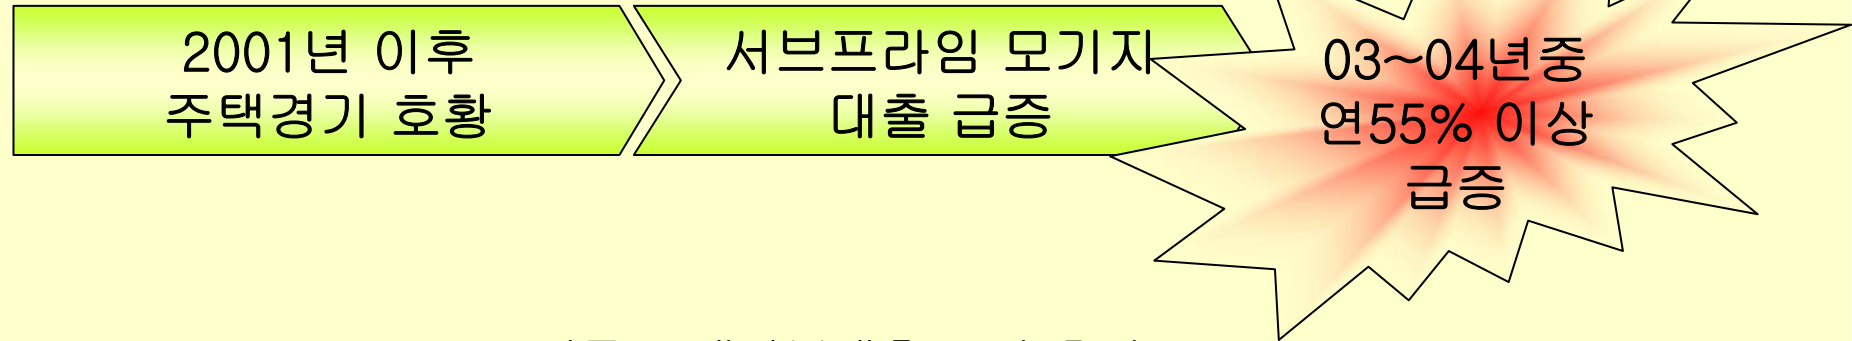 2001년 이후
주택경기 호황
서브프라임 모기지
대출 급증
03~04년중
연55% 이상
급증